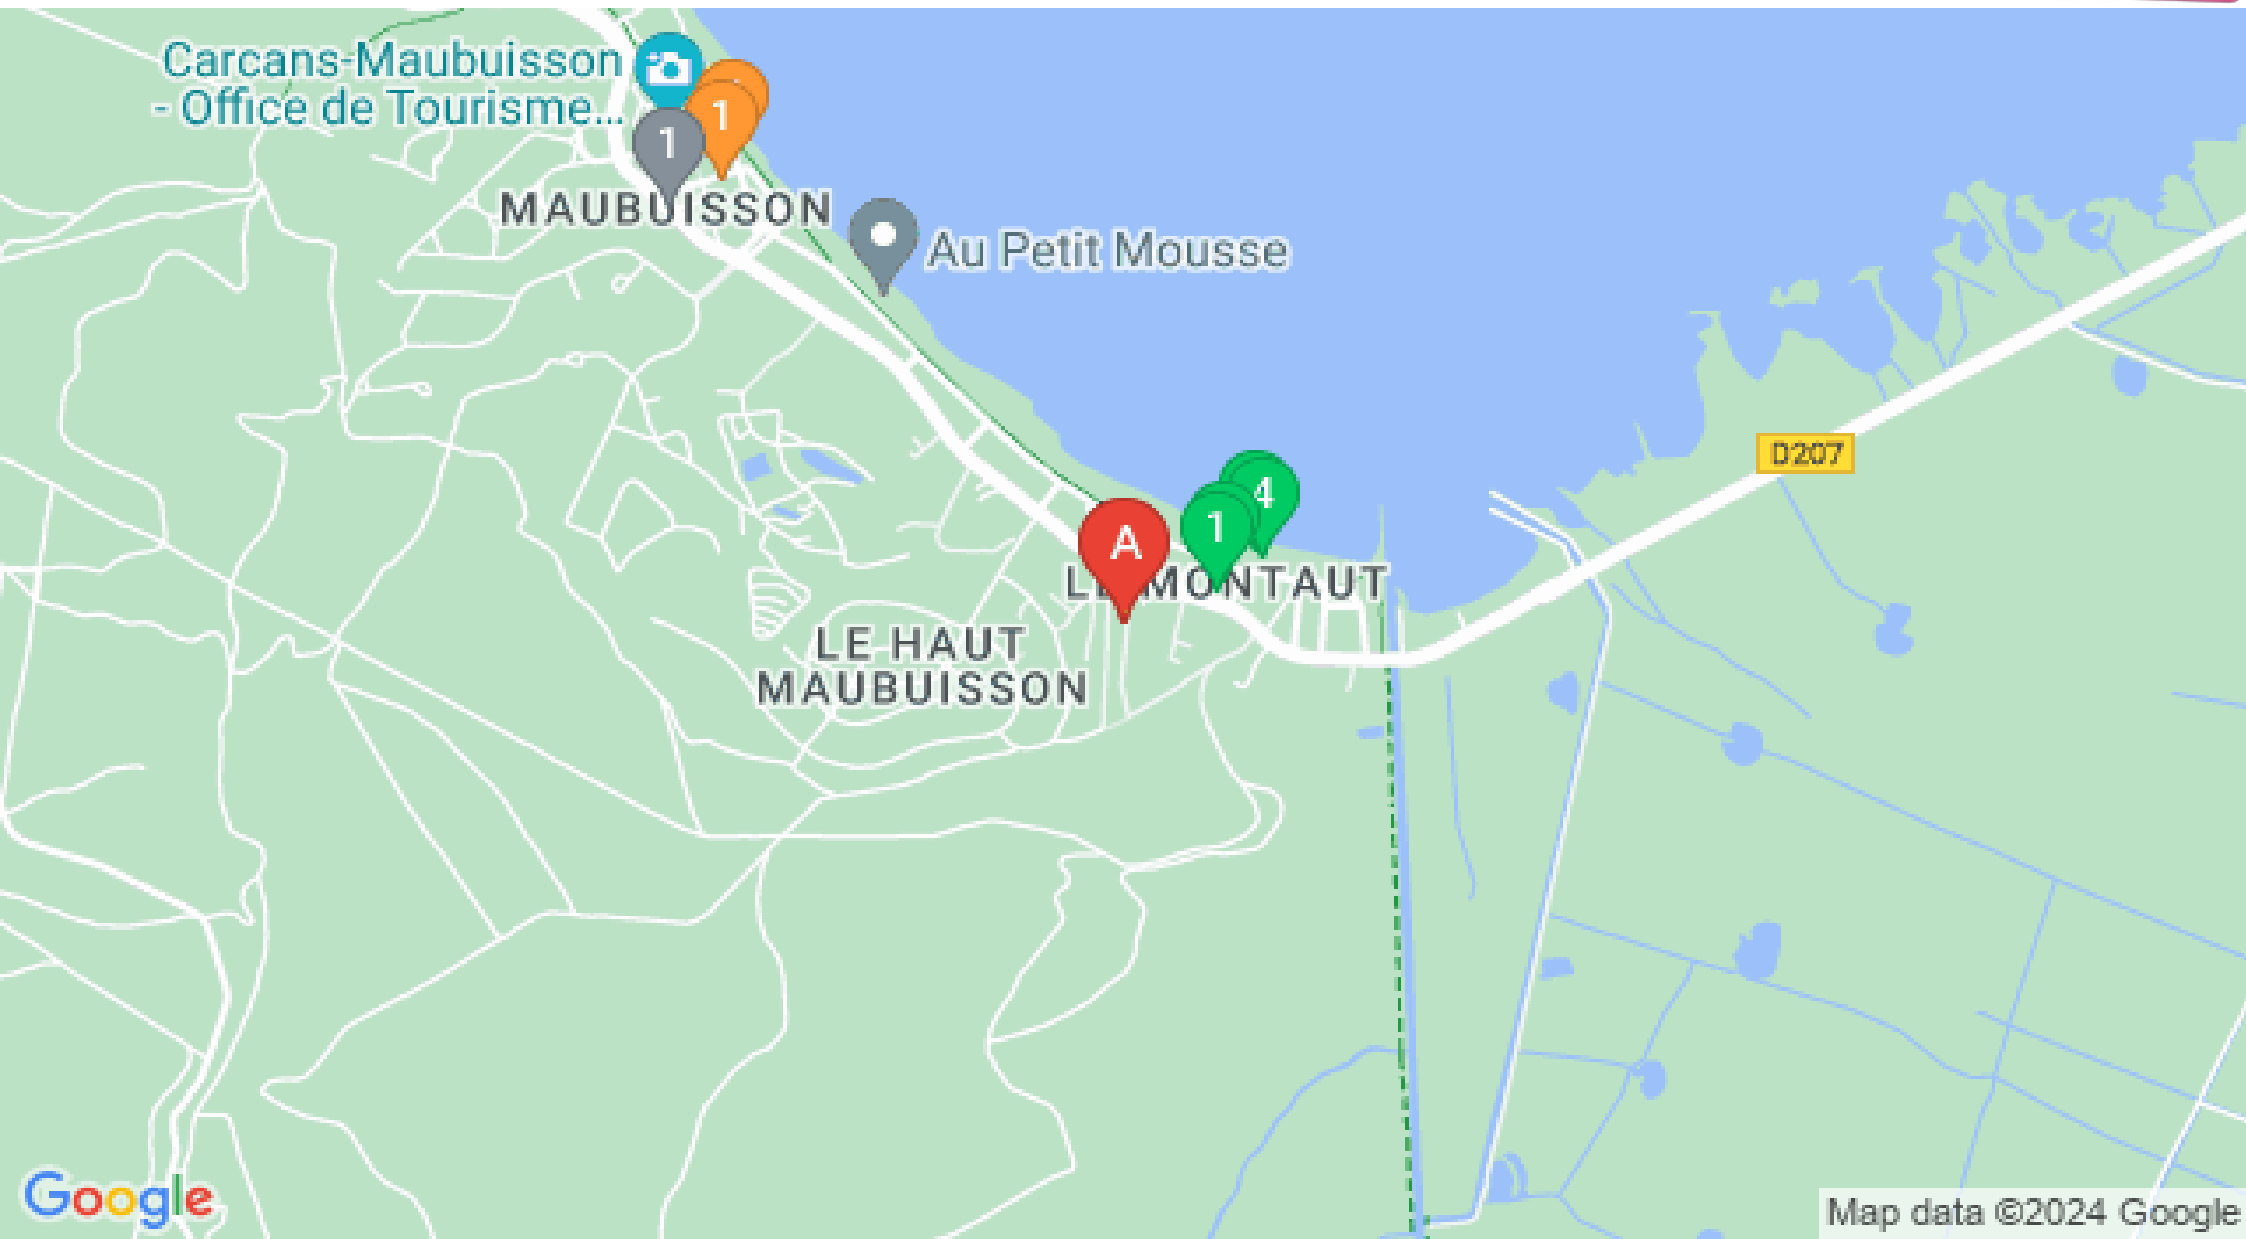 Carcans-Maubuisson
- Office de Tourisme...
1
1
MAUBUISSON
Au Petit Mousse
D207
4
1
A
LE MONTAUT
LE HAUT
MAUBUISSON
Google
Map data ©2024 Google